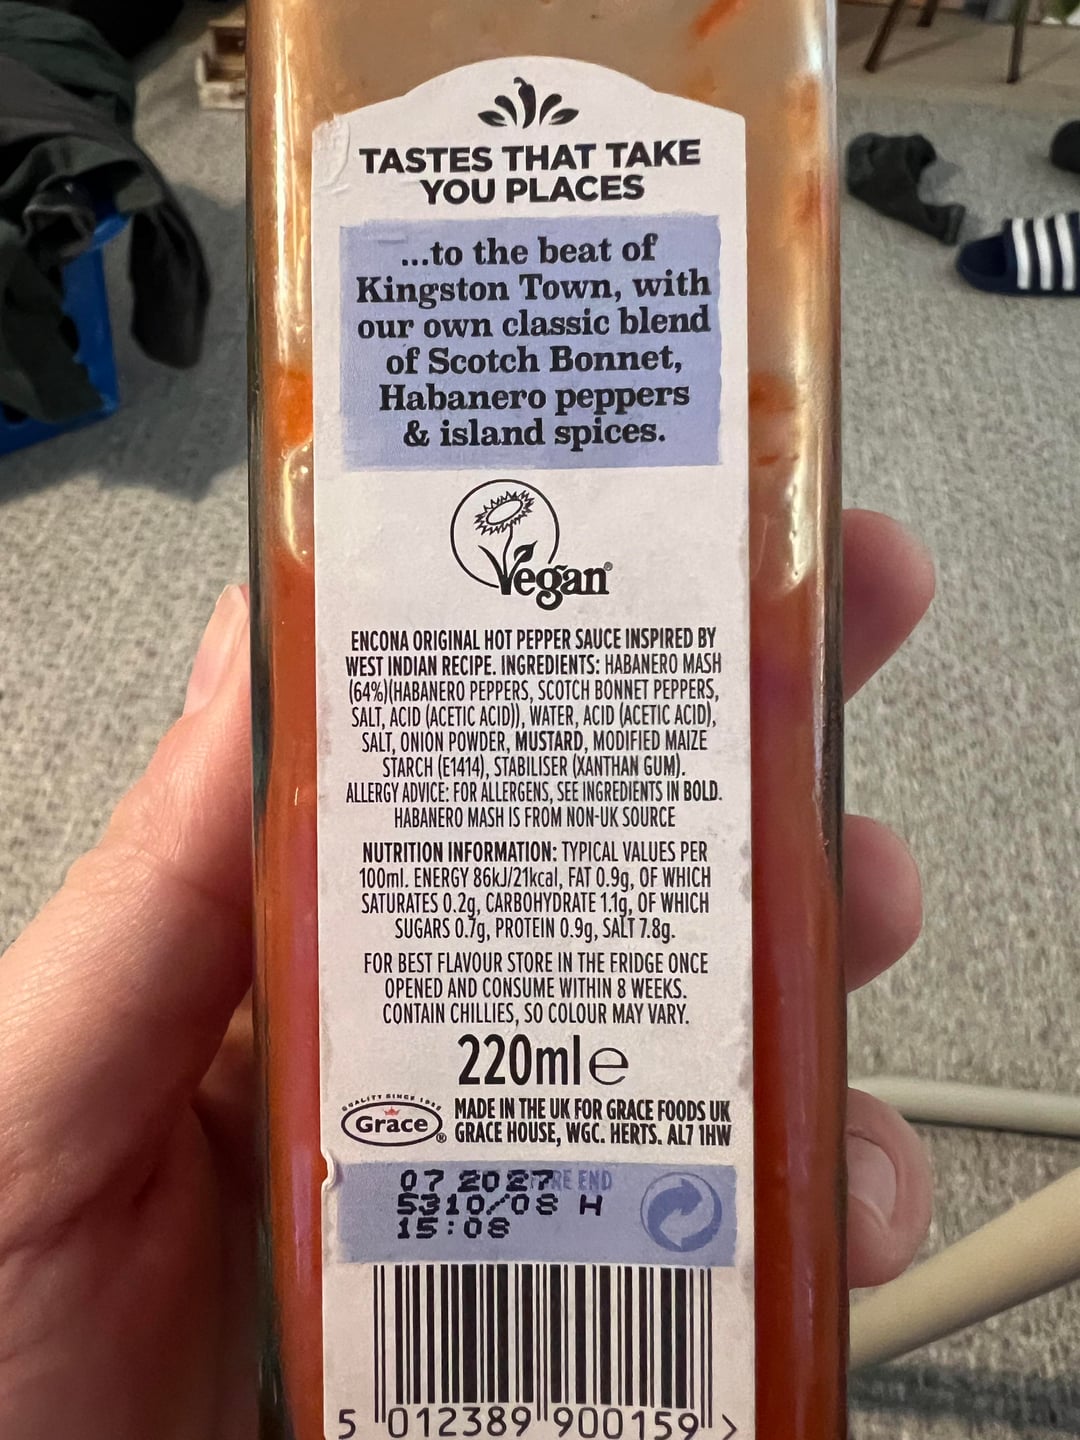 TASTES THAT TAKE
YOU PLACES
...to the beat of
Kingston Town, with
our own classic blend
of Scotch Bonnet,
Habanero peppers
& island spices.
Vegan®
ENCONA ORIGINAL HOT PEPPER SAUCE INSPIRED BY
WEST INDIAN RECIPE. INGREDIENTS: HABANERO MASH
(64%)(HABANERO PEPPERS, SCOTCH BONNET PEPPERS,
SALT, ACID (ACETIC ACID)), WATER, ACID (ACETIC ACID),
SALT, ONION POWDER, MUSTARD, MODIFIED MAIZE
STARCH (E1414), STABILISER (XANTHAN GUM).
ALLERGY ADVICE: FOR ALLERGENS, SEE INGREDIENTS IN BOLD.
HABANERO MASH IS FROM NON-UK SOURCE
NUTRITION INFORMATION: TYPICAL VALUES PER
100ml. ENERGY 86kJ/21kcal, FAT 0.9g, OF WHICH
SATURATES 0.2g, CARBOHYDRATE 1.1g, OF WHICH
SUGARS 0.7g, PROTEIN 0.9g, SALT 7.8g.
FOR BEST FLAVOUR STORE IN THE FRIDGE ONCE
OPENED AND CONSUME WITHIN 8 WEEKS.
CONTAIN CHILLIES, SO COLOUR MAY VARY.
220ml e
QUALITY SINCE
Grace®
MADE IN THE UK FOR GRACE FOODS UK
GRACE HOUSE, WGC. HERTS. AL7 1HW
07 2027 END
5310/08 H
15:08
5 012389 900159 >